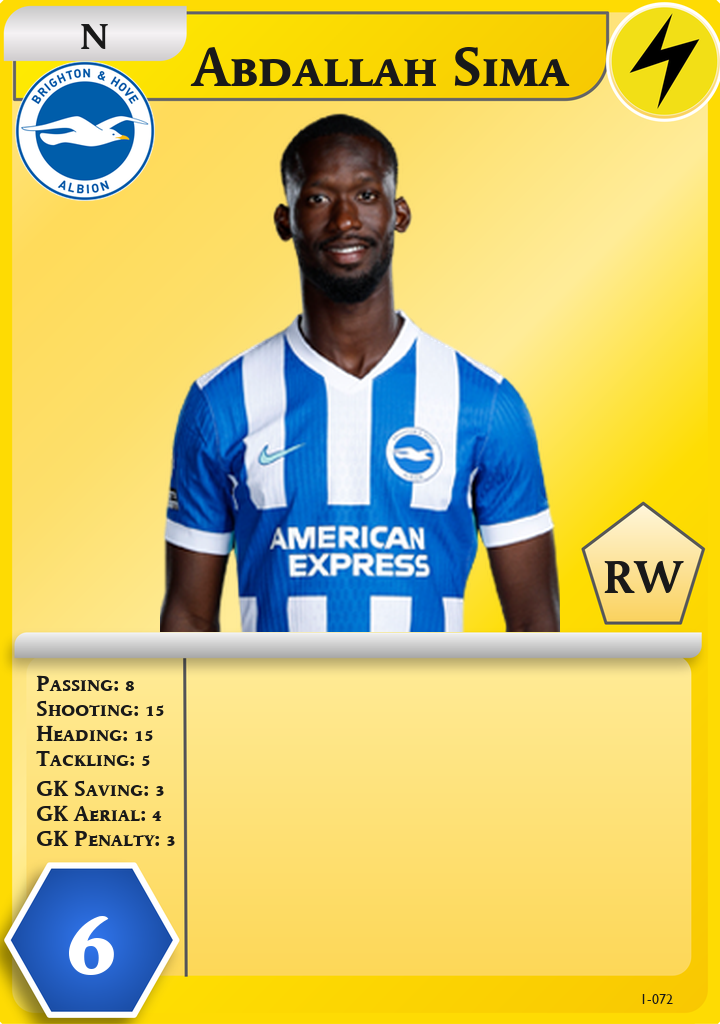 N
Abdallah Sima
BRIGHTON & HOVE
ALBION
AMERICAN
EXPRESS
RW
Passing: 8
Shooting: 15
Heading: 15
Tackling: 5
GK Saving: 3
GK Aerial: 4
GK Penalty: 3
6
1-072